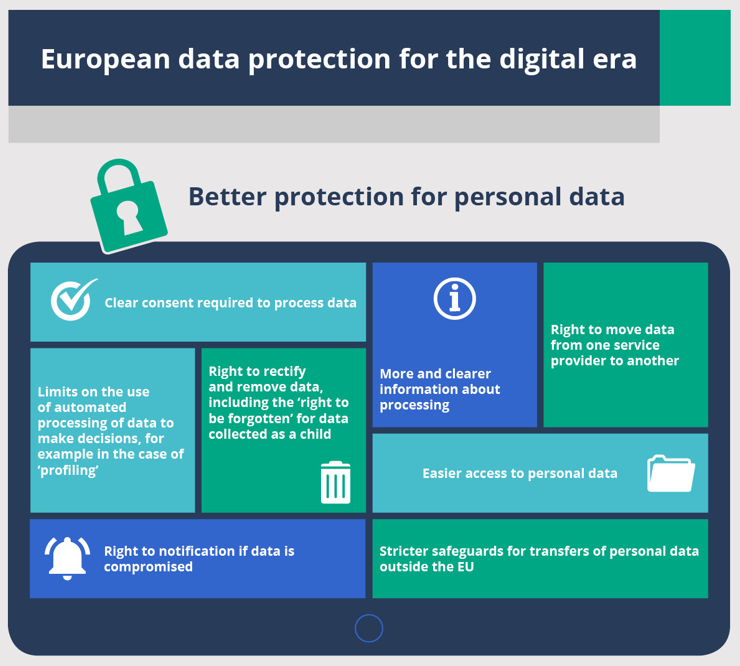 European data protection for the digital era
Better protection for personal data
Clear consent required to process data
More and clearer
information about
processing
Right to move data
from one service
provider to another
Limits on the use
of automated
processing of data to
make decisions, for
example in the case of
‘profiling’
Right to rectify
and remove data,
including the ‘right to
be forgotten’ for data
collected as a child
Easier access to personal data
Right to notification if data is
compromised
Stricter safeguards for transfers of personal data
outside the EU